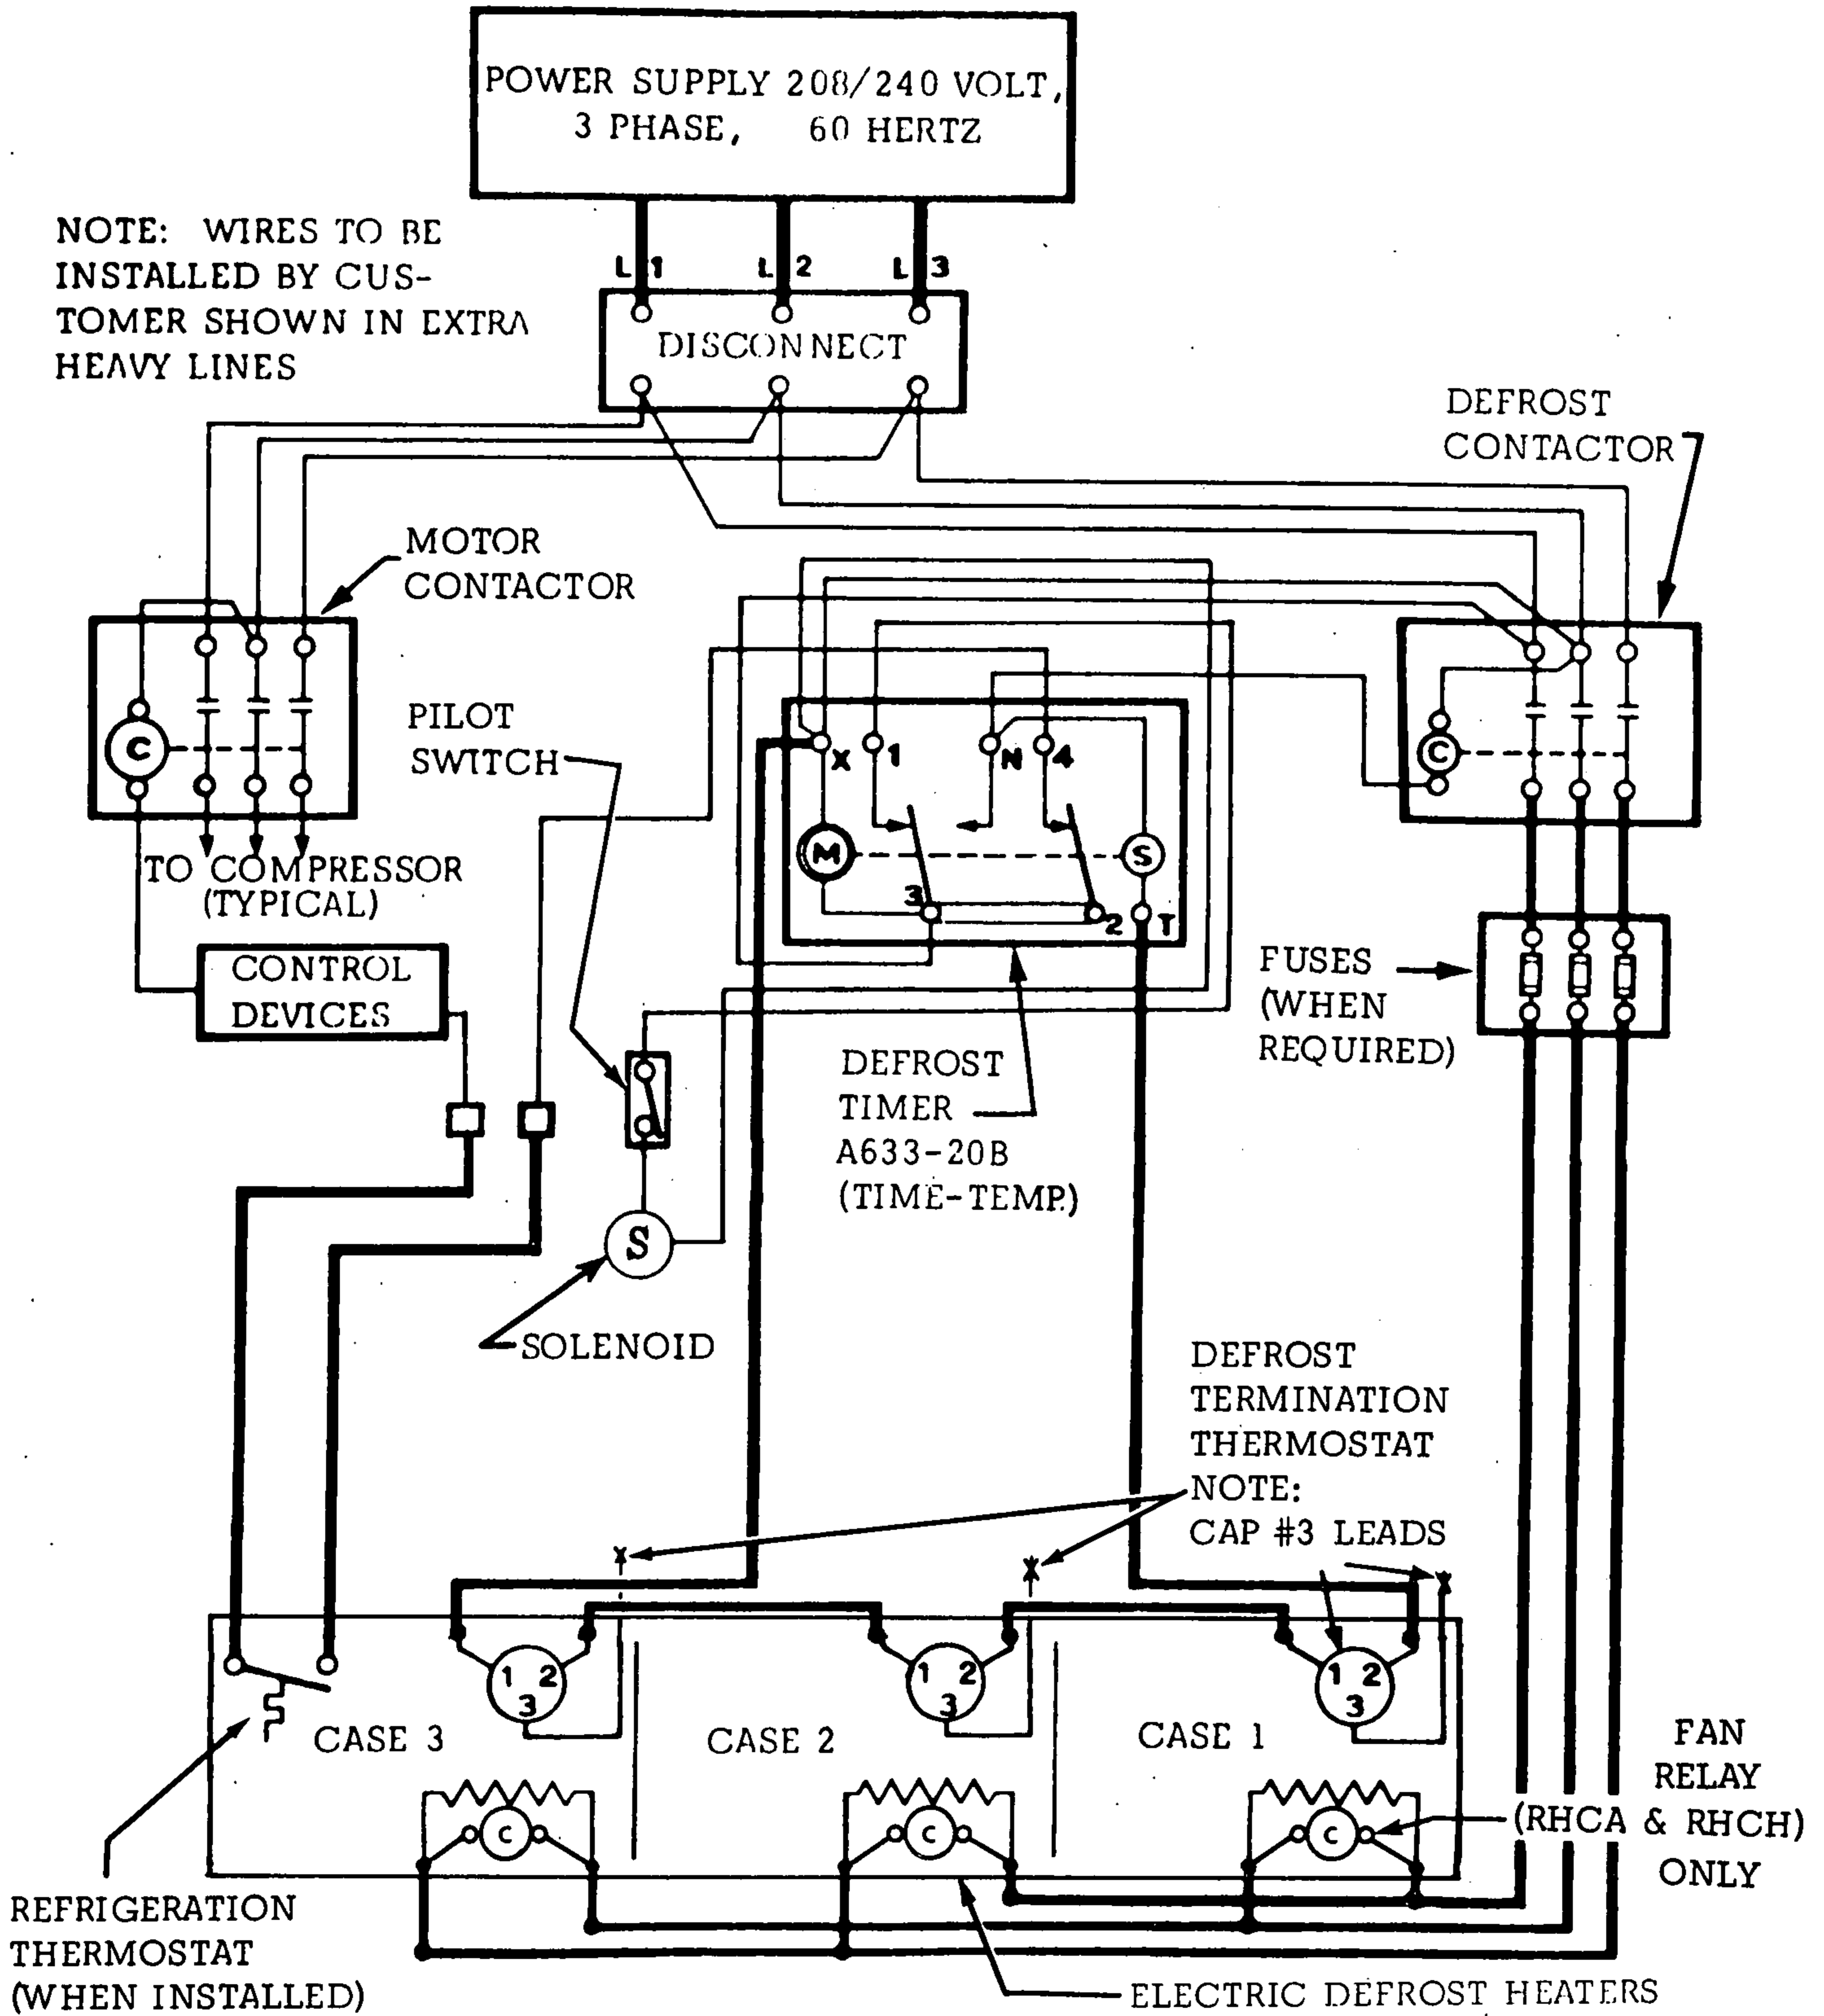 POWER SUPPLY 208/240 VOLT,
3 PHASE, 60 HERTZ
NOTE: WIRES TO BE
INSTALLED BY CUS-
TOMER SHOWN IN EXTRA
HEAVY LINES
L 1
L 2
L 3
DISCONNECT
DEFROST
CONTACTOR
MOTOR
CONTACTOR
PILOT
SWITCH
C
X
1
N
4
M
S
3
2
T
C
TO COMPRESSOR
(TYPICAL)
CONTROL
DEVICES
FUSES
(WHEN
REQUIRED)
DEFROST
TIMER
A633-20B
(TIME-TEMP.)
S
SOLENOID
DEFROST
TERMINATION
THERMOSTAT
NOTE:
CAP #3 LEADS
1 2
3
1 2
3
1 2
3
CASE 3
CASE 2
CASE 1
C
C
C
FAN
RELAY
(RHCA & RHCH)
ONLY
REFRIGERATION
THERMOSTAT
(WHEN INSTALLED)
ELECTRIC DEFROST HEATERS